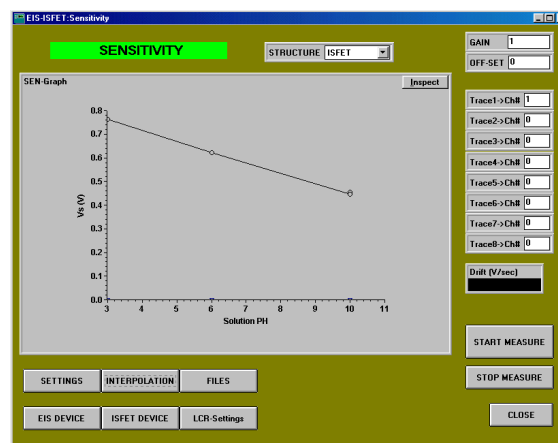 EIS-ISFET:Sensitivity
SENSITIVITY
STRUCTURE ISFET
GAIN 1
OFF-SET 0
SEN-Graph
Inspect
Trace1->Ch# 1
Trace2->Ch# 0
Trace3->Ch# 0
Trace4->Ch# 0
Trace5->Ch# 0
Trace6->Ch# 0
Trace7->Ch# 0
Trace8->Ch# 0
0.8
0.7
0.6
0.5
0.4
0.3
0.2
0.1
0.0
Vs (V)
3 4 5 6 7 8 9 10 11
Solution PH
Drift (V/sec)
START MEASURE
STOP MEASURE
CLOSE
SETTINGS INTERPOLATION FILES
EIS DEVICE ISFET DEVICE LCR-Settings